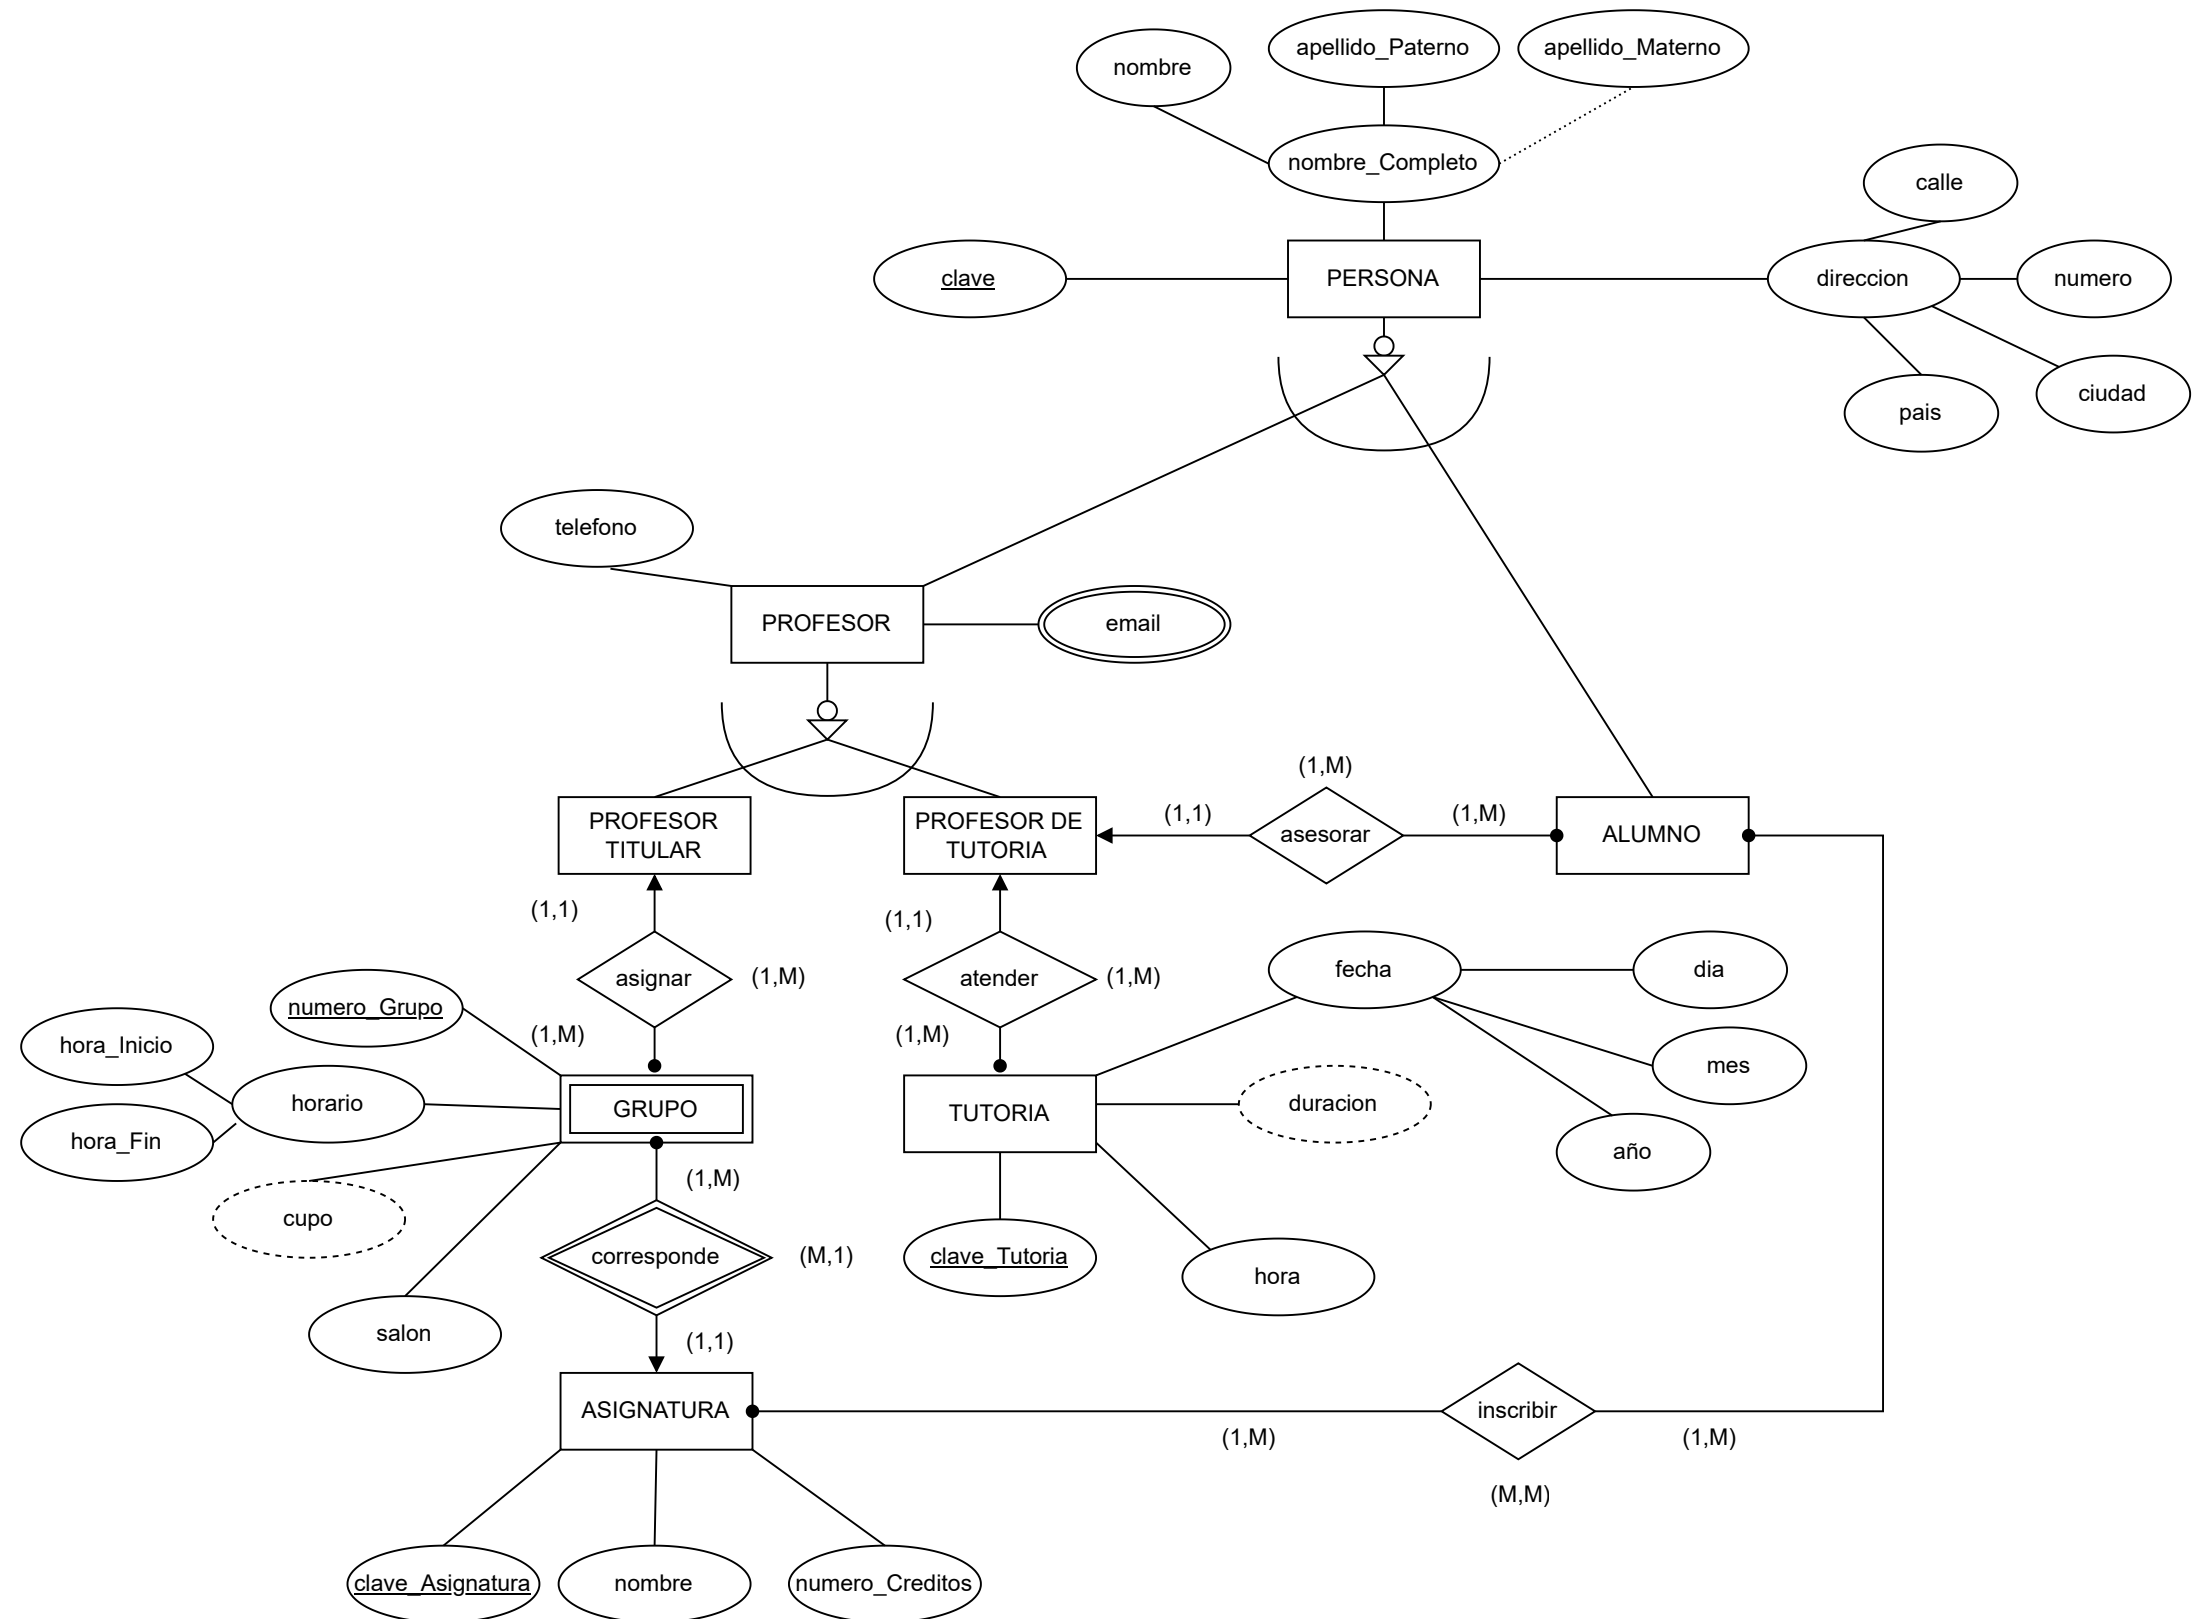 apellido_Paterno
apellido_Materno
nombre
nombre_Completo
calle
clave
PERSONA
direccion
numero
ciudad
pais
telefono
PROFESOR
email
(1,M)
PROFESOR
TITULAR
PROFESOR DE
TUTORIA
(1,1)
asesorar
(1,M)
ALUMNO
(1,1)
(1,1)
asignar
(1,M)
atender
(1,M)
fecha
dia
numero_Grupo
(1,M)
(1,M)
hora_Inicio
mes
horario
GRUPO
TUTORIA
duracion
hora_Fin
año
(1,M)
cupo
corresponde
(M,1)
clave_Tutoria
hora
salon
(1,1)
ASIGNATURA
inscribir
(1,M)
(1,M)
(M,M)
clave_Asignatura
nombre
numero_Creditos